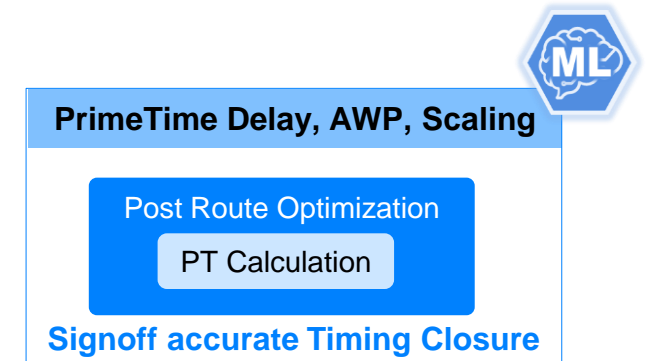 ML
PrimeTime Delay, AWP, Scaling
Post Route Optimization
PT Calculation
Signoff accurate Timing Closure